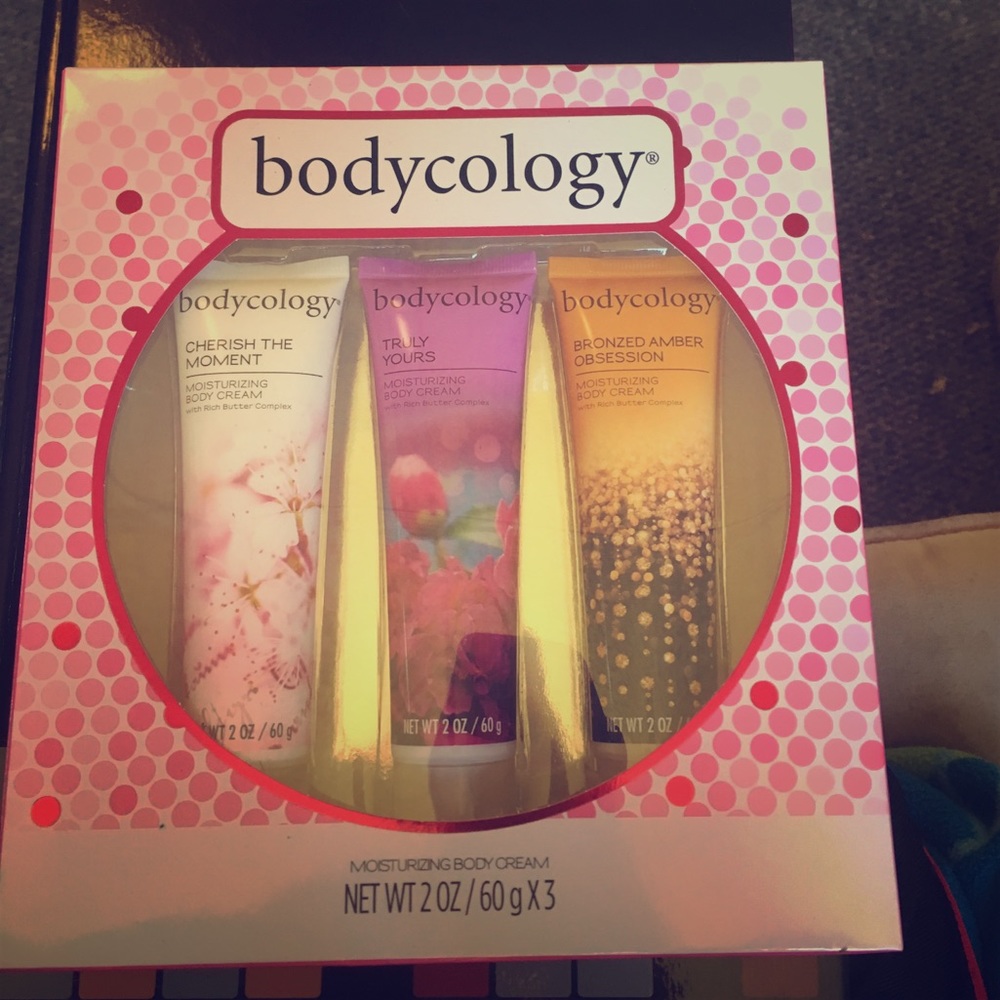 bodycology®
bodycology®
CHERISH THE
MOMENT
MOISTURIZING
BODY CREAM
with Rich Butter Complex
WT 2 OZ / 60 g
bodycology®
TRULY
YOURS
MOISTURIZING
BODY CREAM
with Rich Butter Complex
NET WT 2 OZ / 60 g
bodycology®
BRONZED AMBER
OBSESSION
MOISTURIZING
BODY CREAM
with Rich Butter Complex
NET WT 2 OZ /
MOISTURIZING BODY CREAM
NET WT 2 OZ / 60 g X 3